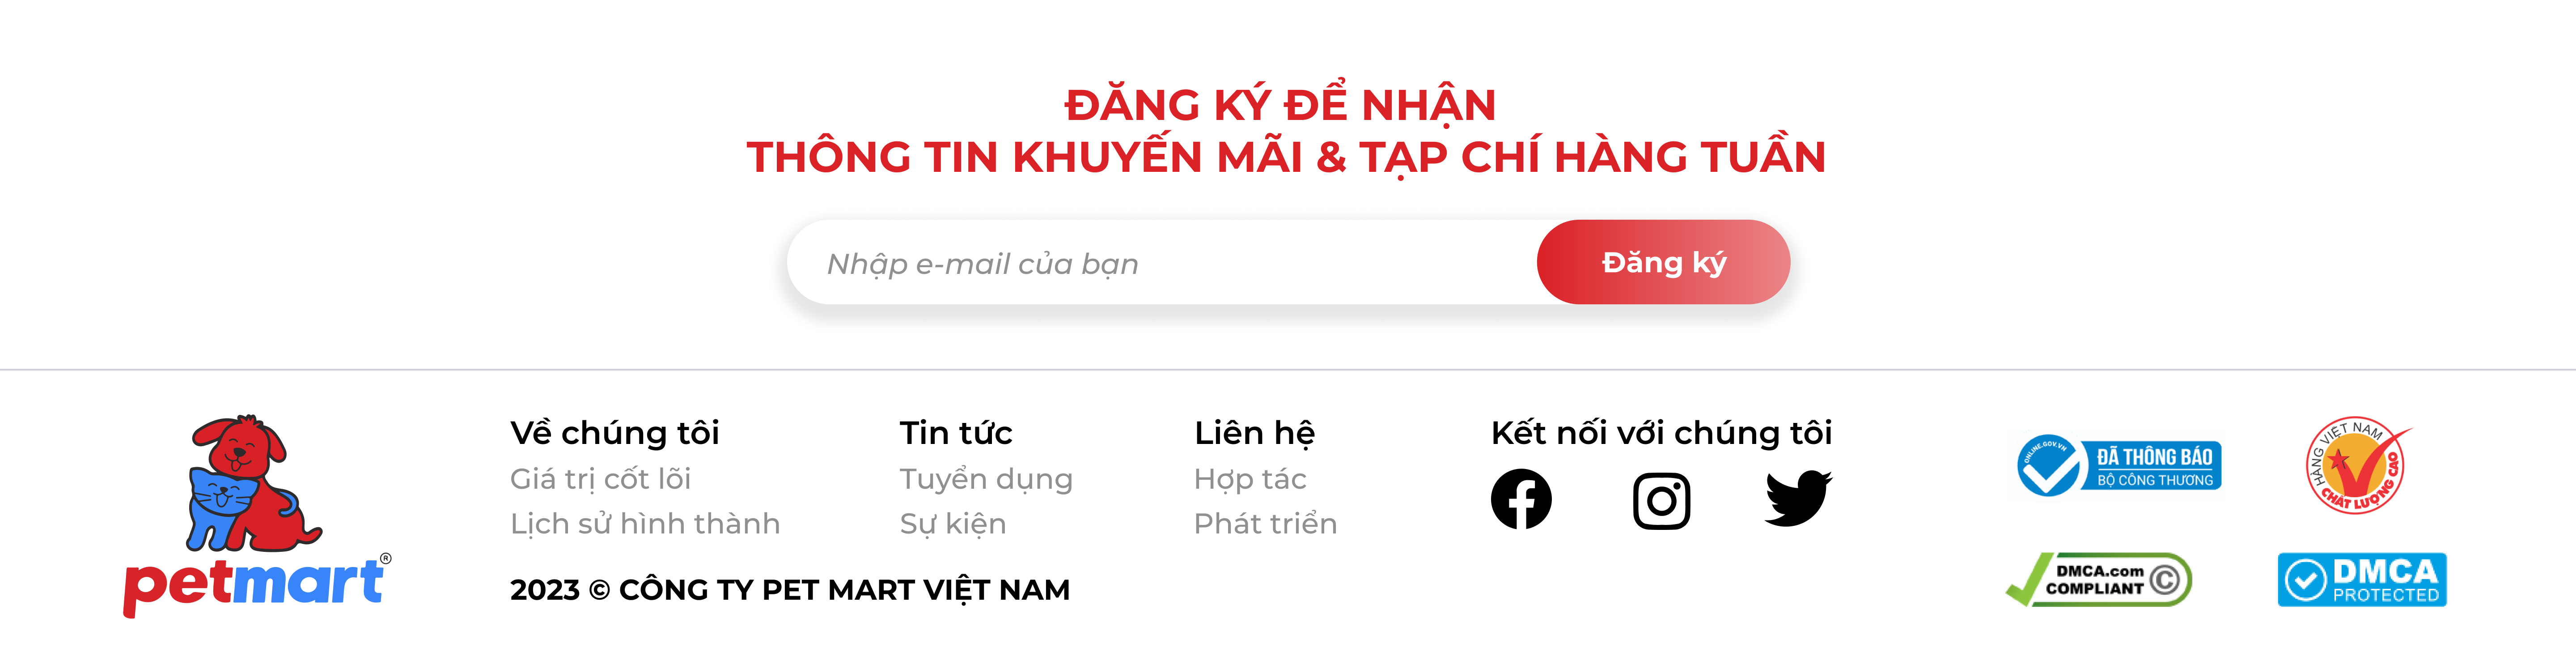 ĐĂNG KÝ ĐỂ NHẬN
THÔNG TIN KHUYẾN MÃI & TẠP CHÍ HÀNG TUẦN
Nhập e-mail của bạn
Đăng ký
petmart®
Về chúng tôi
Giá trị cốt lõi
Lịch sử hình thành
Tin tức
Tuyển dụng
Sự kiện
Liên hệ
Hợp tác
Phát triển
Kết nối với chúng tôi
2023 © CÔNG TY PET MART VIỆT NAM
ONLINE.GOV.VN
ĐÃ THÔNG BÁO
BỘ CÔNG THƯƠNG
HÀNG VIỆT NAM
CHẤT LƯỢNG CAO
DMCA.com
COMPLIANT ©
DMCA
PROTECTED